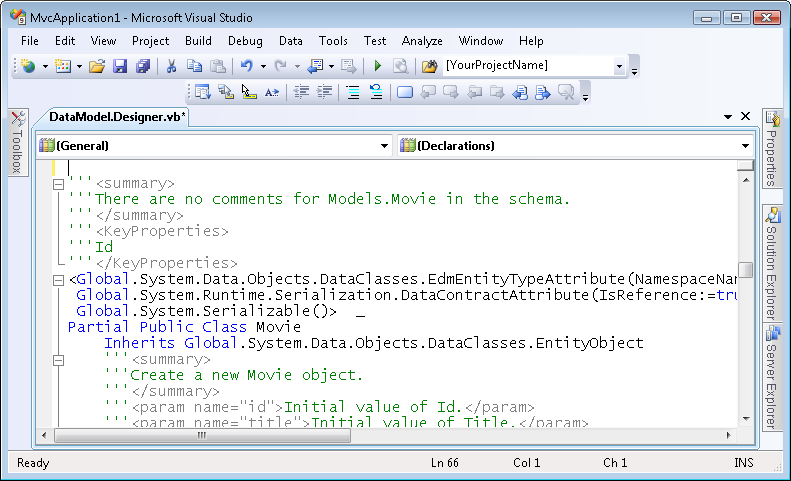 MvcApplication1 - Microsoft Visual Studio
File Edit View Project Build Debug Data Tools Test Analyze Window Help
[YourProjectName]
DataModel.Designer.vb*
(General) (Declarations)
'''<summary>
'''There are no comments for Models.Movie in the schema.
'''</summary>
'''<KeyProperties>
'''Id
'''</KeyProperties>
<Global.System.Data.Objects.DataClasses.EdmEntityTypeAttribute(NamespaceNam
Global.System.Runtime.Serialization.DataContractAttribute(IsReference:=tru
Global.System.Serializable()> _
Partial Public Class Movie
Inherits Global.System.Data.Objects.DataClasses.EntityObject
'''<summary>
'''Create a new Movie object.
'''</summary>
'''<param name="id">Initial value of Id.</param>
'''<param name="title">Initial value of Title.</param>
Toolbox
Properties
Solution Explorer
Server Explorer
Ready Ln 66 Col 1 Ch 1 INS